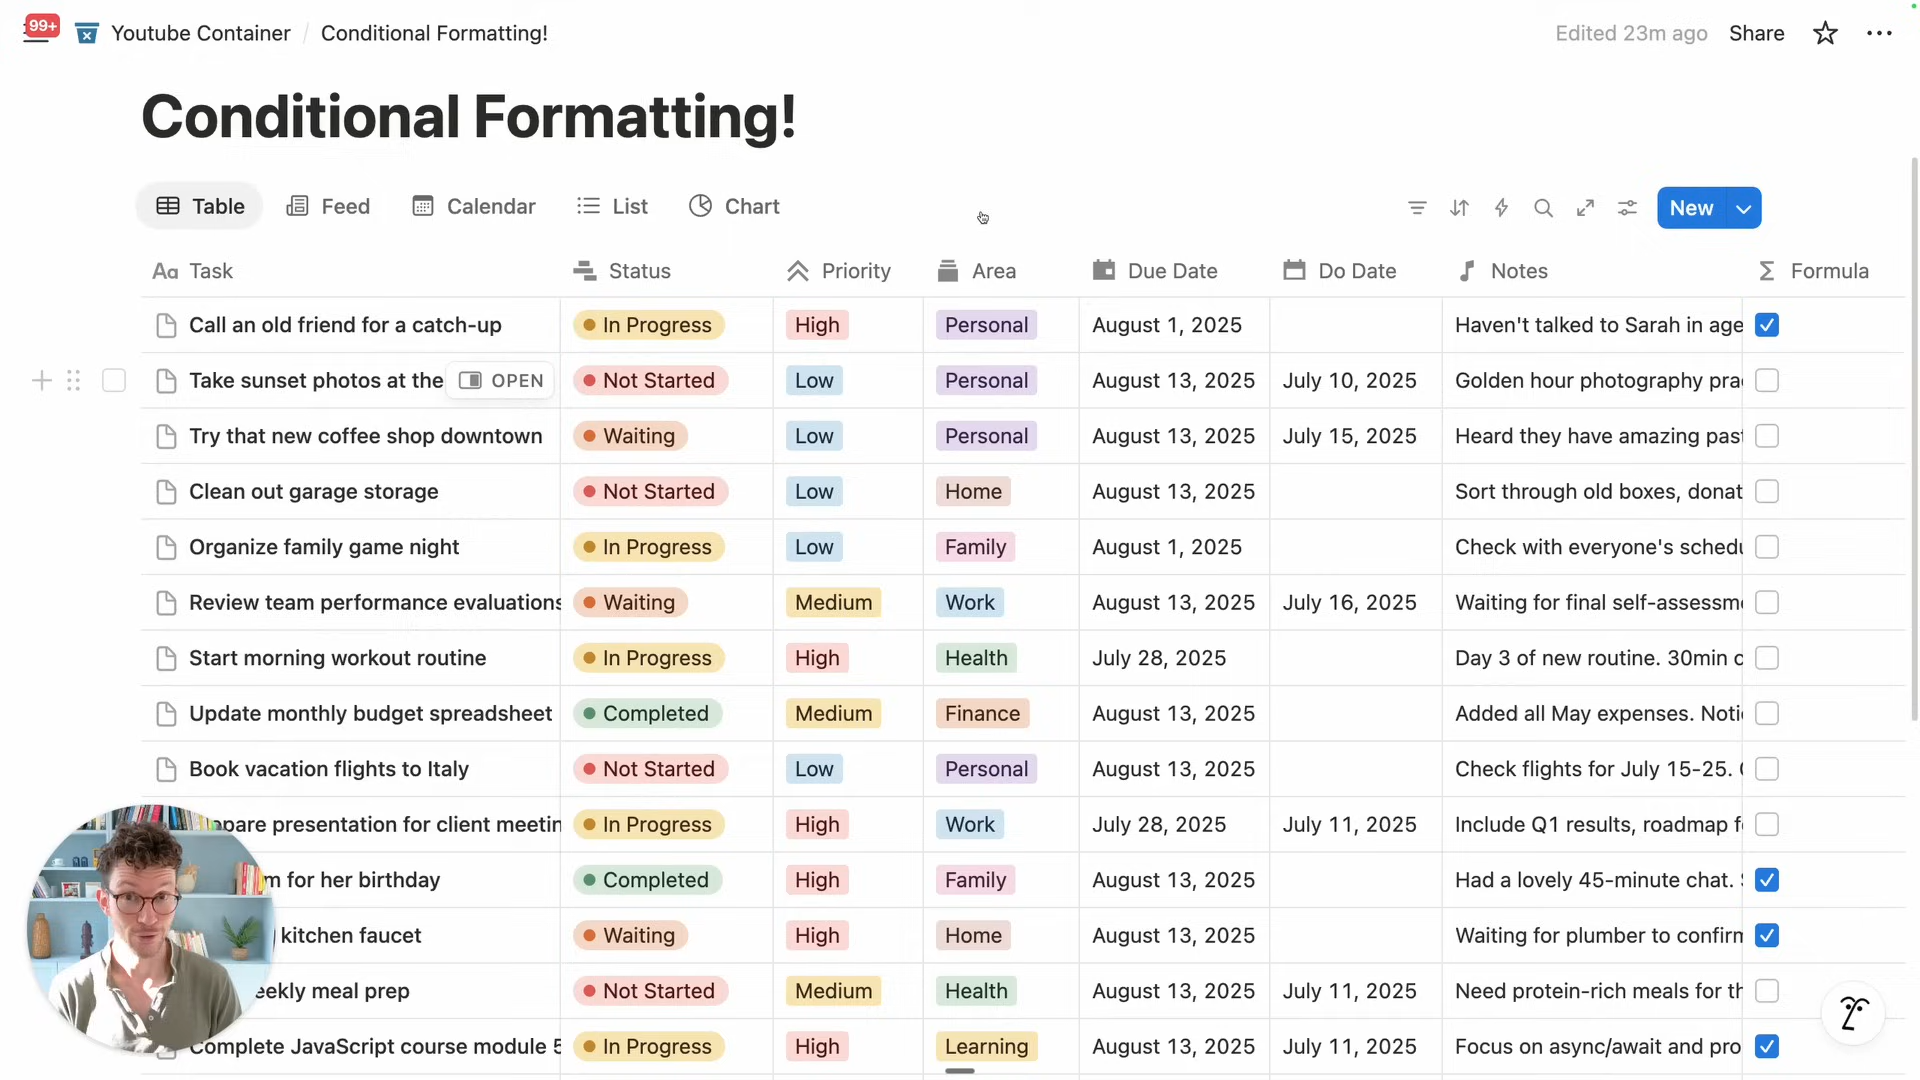 99+ Youtube Container / Conditional Formatting! Edited 23m ago Share
Conditional Formatting!
Table Feed Calendar List Chart New
Aa Task Status Priority Area Due Date Do Date Notes Σ Formula
Call an old friend for a catch-up In Progress High Personal August 1, 2025 Haven't talked to Sarah in age
Take sunset photos at the OPEN Not Started Low Personal August 13, 2025 July 10, 2025 Golden hour photography pra
Try that new coffee shop downtown Waiting Low Personal August 13, 2025 July 15, 2025 Heard they have amazing past
Clean out garage storage Not Started Low Home August 13, 2025 Sort through old boxes, donat
Organize family game night In Progress Low Family August 1, 2025 Check with everyone's schedu
Review team performance evaluations Waiting Medium Work August 13, 2025 July 16, 2025 Waiting for final self-assessm
Start morning workout routine In Progress High Health July 28, 2025 Day 3 of new routine. 30min c
Update monthly budget spreadsheet Completed Medium Finance August 13, 2025 Added all May expenses. Noti
Book vacation flights to Italy Not Started Low Personal August 13, 2025 Check flights for July 15-25.
pare presentation for client meetin In Progress High Work July 28, 2025 July 11, 2025 Include Q1 results, roadmap f
m for her birthday Completed High Family August 13, 2025 Had a lovely 45-minute chat.
kitchen faucet Waiting High Home August 13, 2025 Waiting for plumber to confirm
eekly meal prep Not Started Medium Health August 13, 2025 July 11, 2025 Need protein-rich meals for th
Complete JavaScript course module 5 In Progress High Learning August 13, 2025 July 11, 2025 Focus on async/await and pro